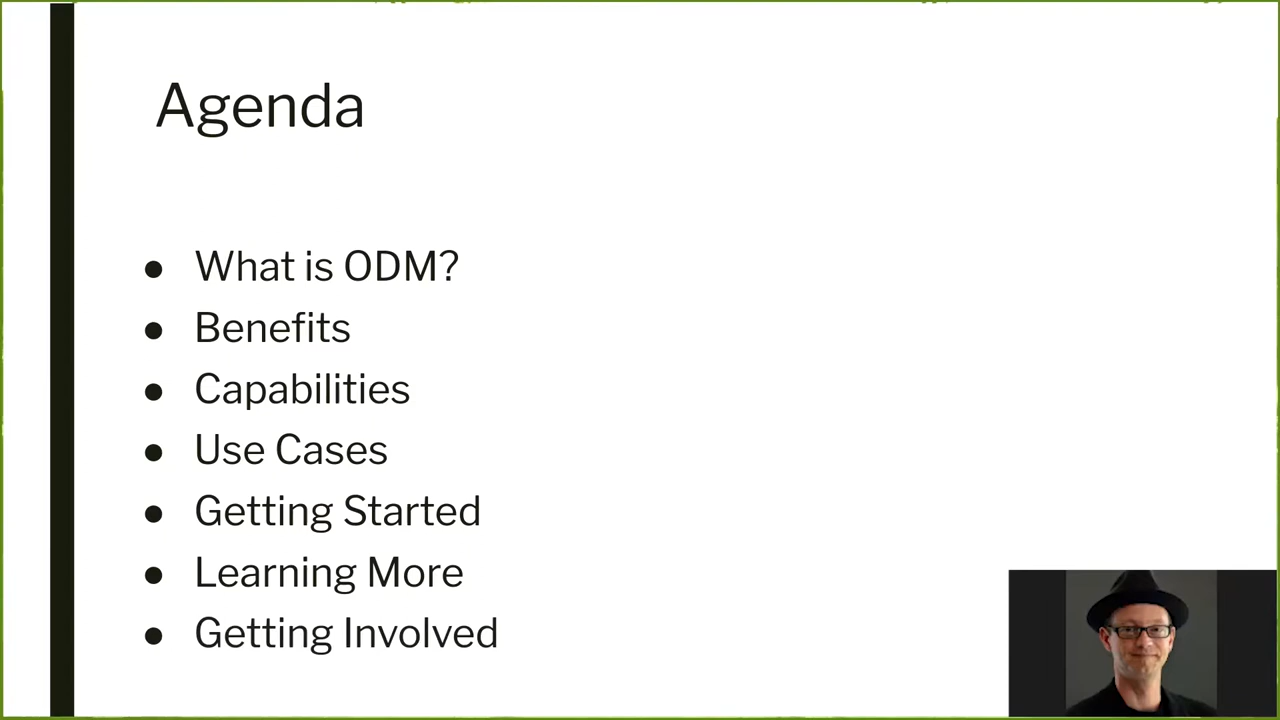 Agenda
● What is ODM?
● Benefits
● Capabilities
● Use Cases
● Getting Started
● Learning More
● Getting Involved